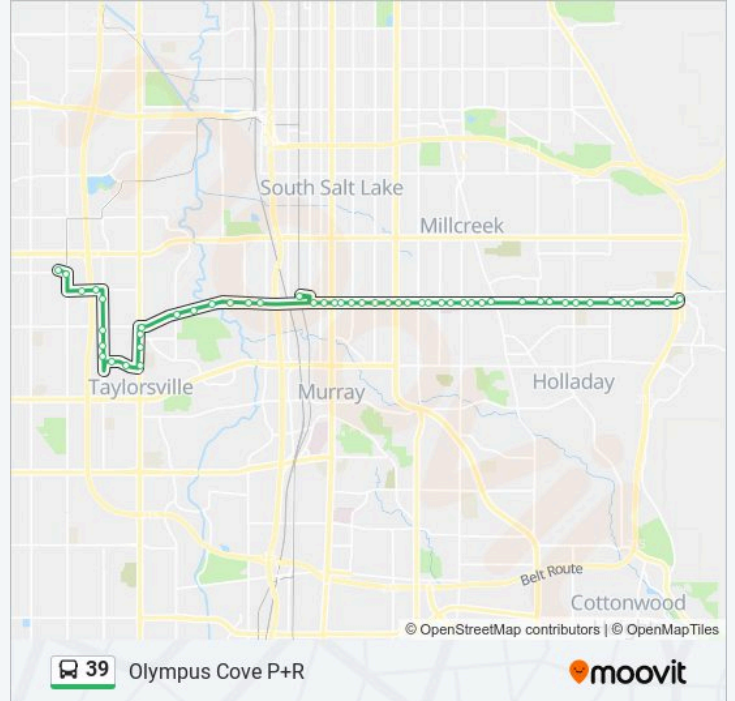 South Salt Lake
Millcreek
Taylorsville
Murray
Holladay
Belt Route
Cottonwood
© OpenStreetMap contributors | © OpenMapTiles
39 Olympus Cove P+R
moovit